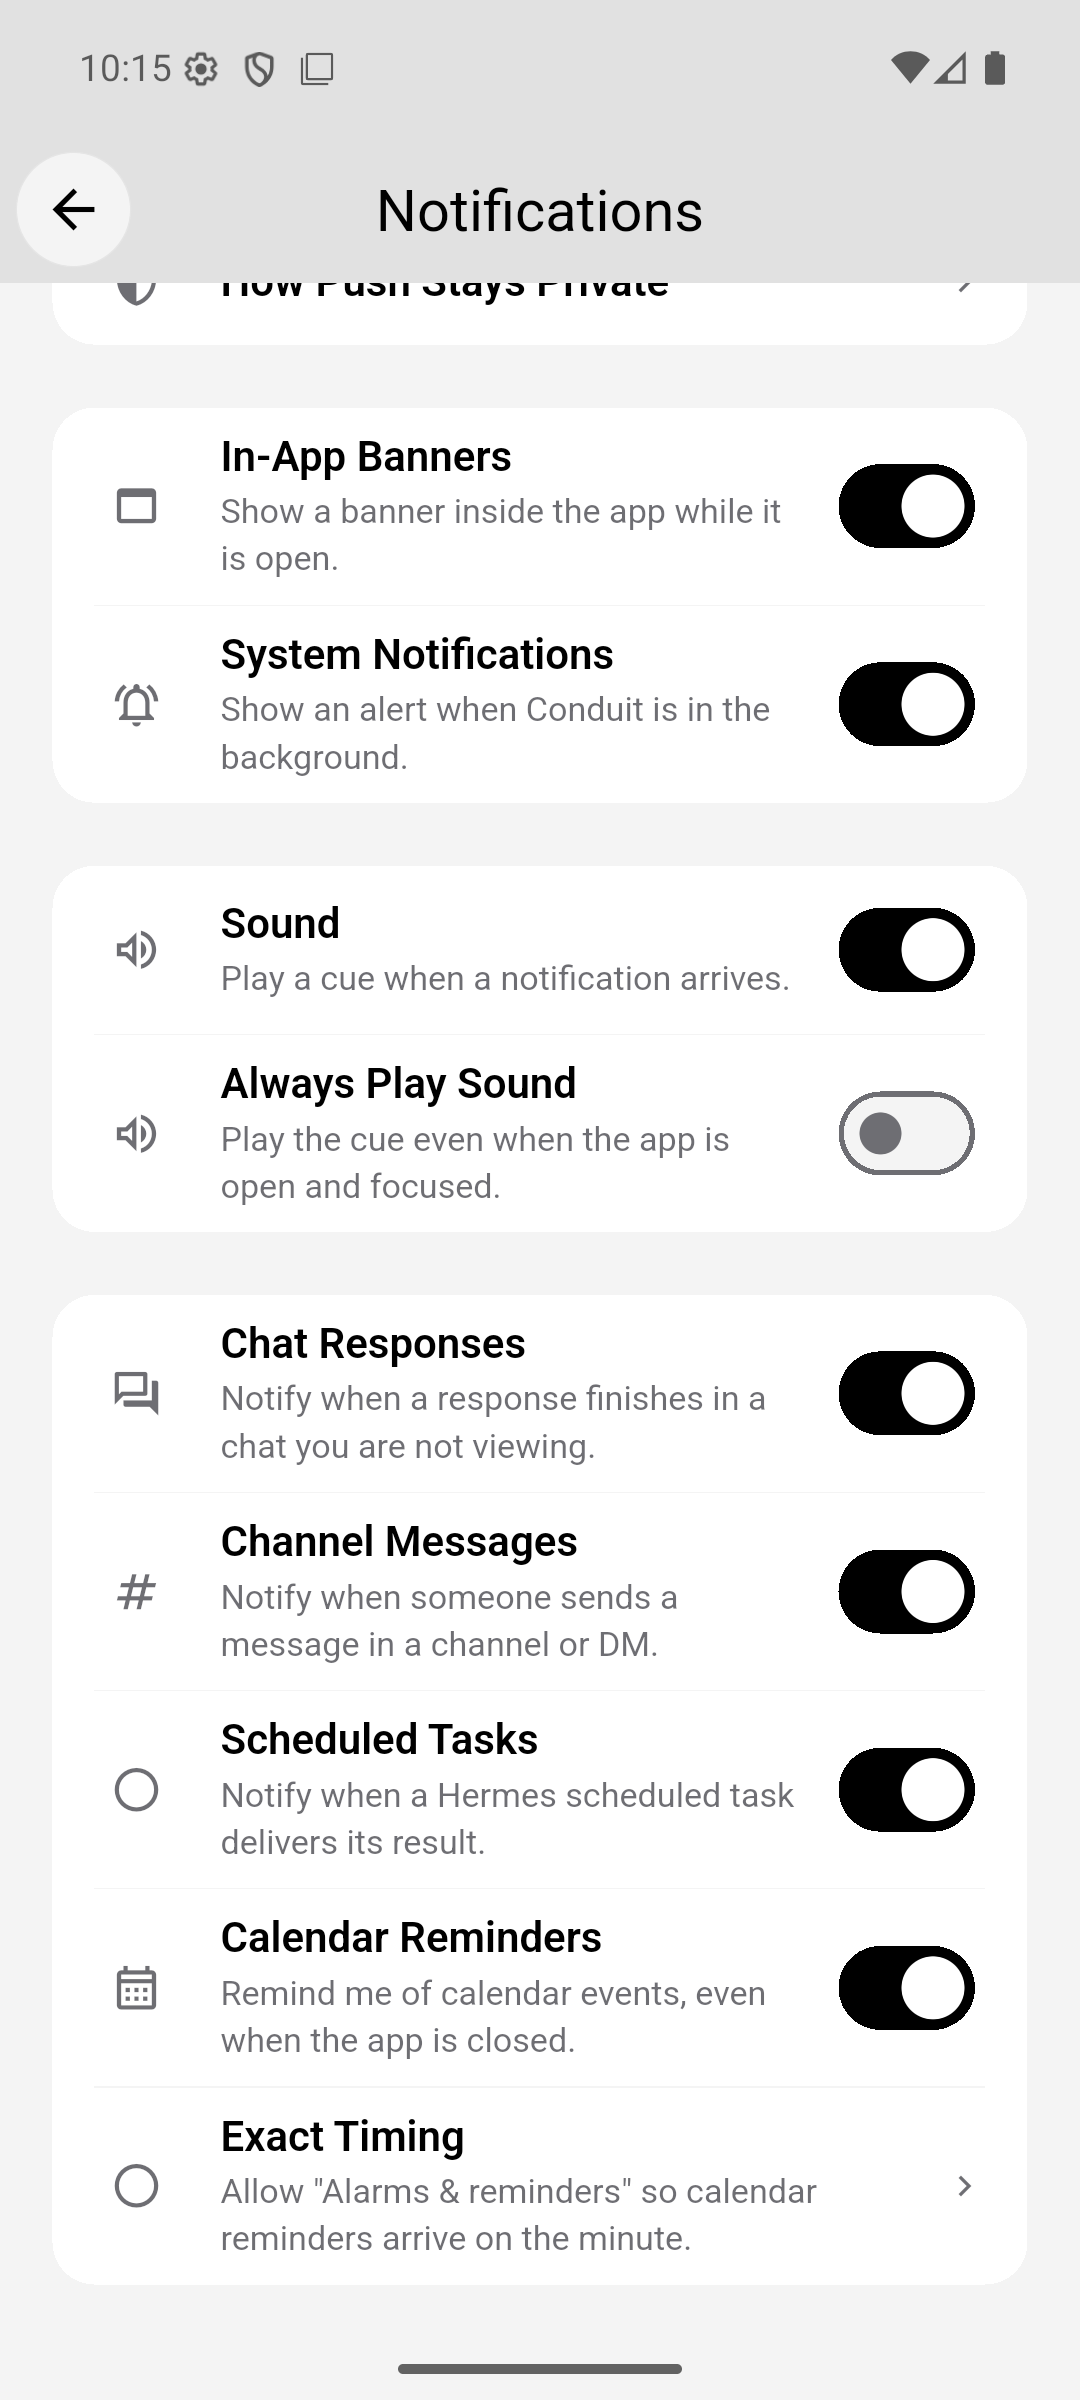 10:15
Notifications
How Push Stays Private
In-App Banners
Show a banner inside the app while it
is open.
System Notifications
Show an alert when Conduit is in the
background.
Sound
Play a cue when a notification arrives.
Always Play Sound
Play the cue even when the app is
open and focused.
Chat Responses
Notify when a response finishes in a
chat you are not viewing.
Channel Messages
Notify when someone sends a
message in a channel or DM.
Scheduled Tasks
Notify when a Hermes scheduled task
delivers its result.
Calendar Reminders
Remind me of calendar events, even
when the app is closed.
Exact Timing
Allow "Alarms & reminders" so calendar
reminders arrive on the minute.